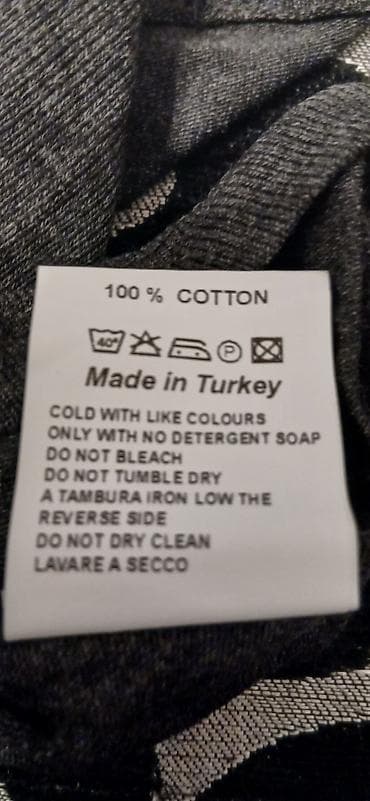 100 % COTTON
40° P
Made in Turkey
COLD WITH LIKE COLOURS
ONLY WITH NO DETERGENT SOAP
DO NOT BLEACH
DO NOT TUMBLE DRY
A TAMBURA IRON LOW THE
REVERSE SIDE
DO NOT DRY CLEAN
LAVARE A SECCO